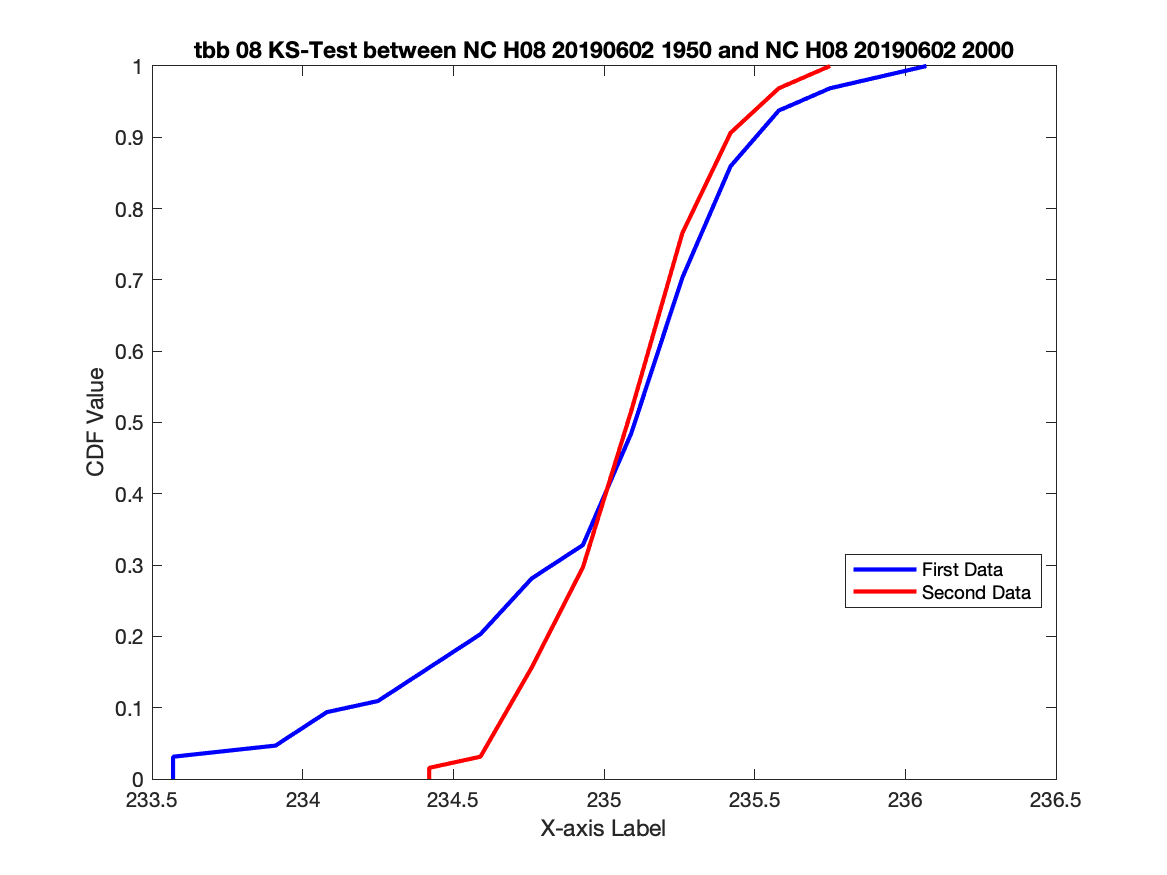 tbb 08 KS-Test between NC H08 20190602 1950 and NC H08 20190602 2000
1
0.9
0.8
0.7
0.6
0.5
0.4
0.3
0.2
0.1
0
CDF Value
First Data
Second Data
233.5 234 234.5 235 235.5 236 236.5
X-axis Label